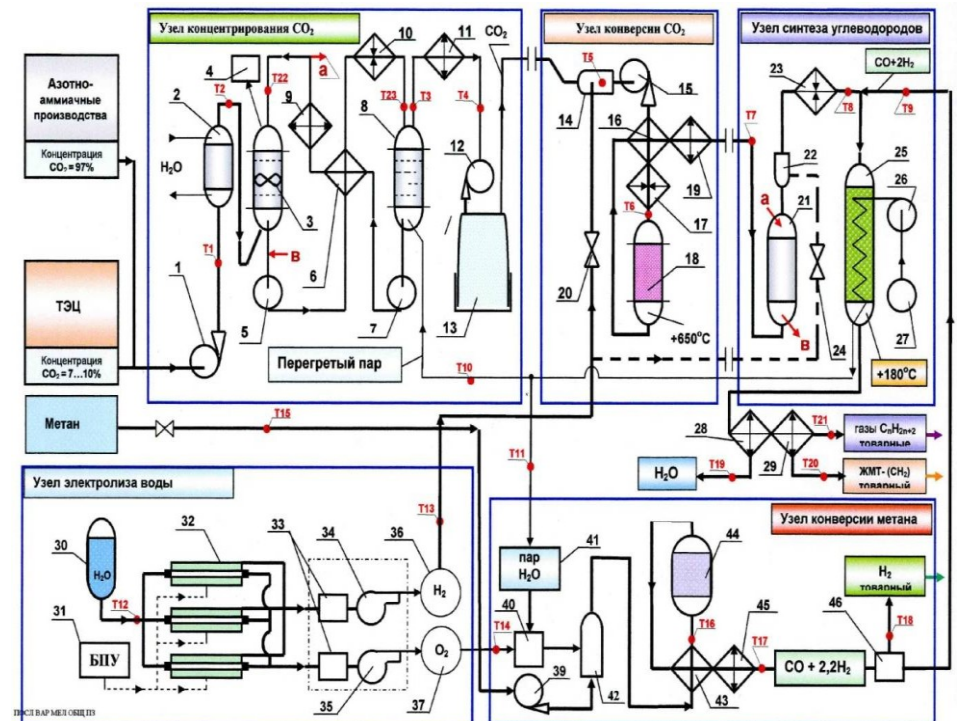 Узел концентрирования CO₂
Узел конверсии CO₂
Узел синтеза углеводородов
Азотно-
аммиачные
производства
Концентрация
CO₂ = 97%
ТЭЦ
Концентрация
CO₂ = 7…10%
Метан
H₂O
CO₂
CO+2H₂
1
2
3
4
5
6
7
8
9
10
11
12
13
14
15
16
17
18
19
20
21
22
23
24
25
26
27
T1
T2
T22
T23
T3
T4
T5
T6
T7
T8
T9
T10
T15
T11
T13
а
в
а
в
+650°C
+180°C
Перегретый пар
28
29
T19
T20
T21
H₂O
газы CnH2n+2
товарные
ЖМТ- (CH₂)
товарный
Узел электролиза воды
30
H₂O
31
БПУ
T12
32
33
34
35
36
H₂
O₂
37
T14
Узел конверсии метана
пар
H₂O
41
40
39
42
43
44
45
46
T16
T17
T18
CO + 2,2H₂
H₂
товарный
ПОСЛ ВАР МЕЛ ОБЩ ПЗ